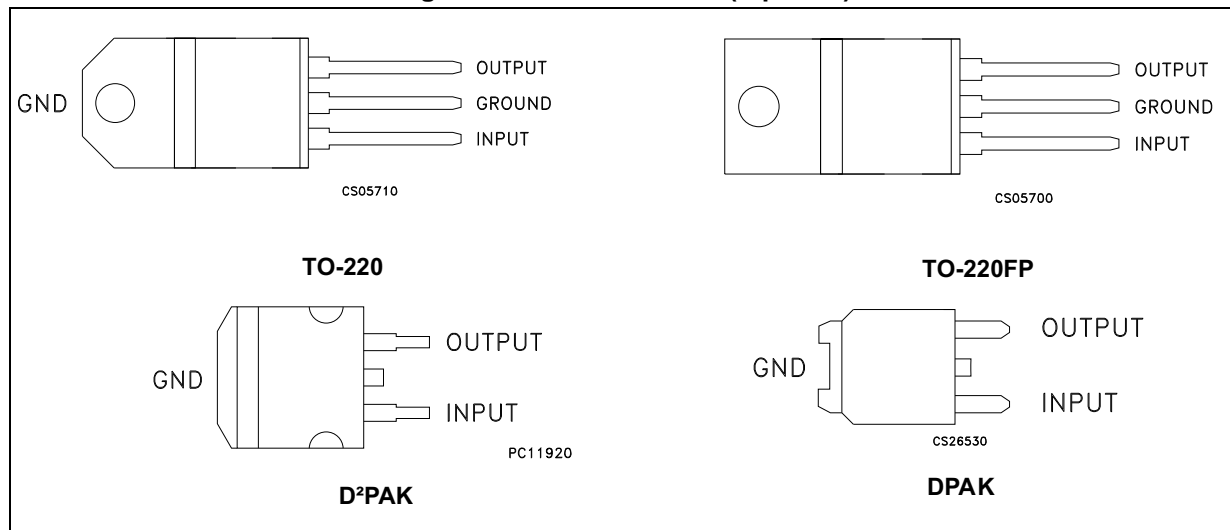 GND
OUTPUT
GROUND
INPUT
CS05710
TO-220
OUTPUT
GROUND
INPUT
CS05700
TO-220FP
GND
OUTPUT
INPUT
PC11920
D²PAK
GND
OUTPUT
INPUT
CS26530
DPAK